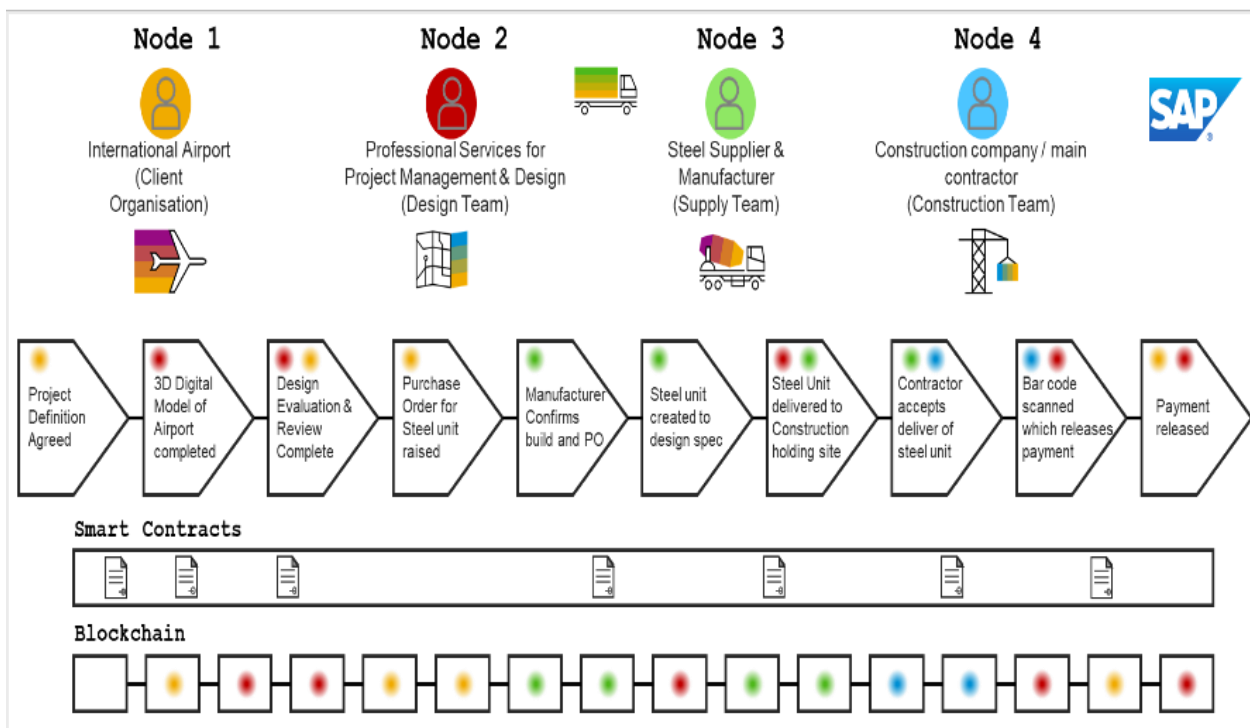 Node 1
Node 2
Node 3
Node 4
International Airport
(Client
Organisation)
Professional Services for
Project Management & Design
(Design Team)
Steel Supplier &
Manufacturer
(Supply Team)
Construction company / main
contractor
(Construction Team)
SAP
®
Project
Definition
Agreed
3D Digital
Model of
Airport
completed
Design
Evaluation &
Review
Complete
Purchase
Order for
Steel unit
raised
Manufacturer
Confirms
build and PO
Steel unit
created to
design spec
Steel Unit
delivered to
Construction
holding site
Contractor
accepts
deliver of
steel unit
Bar code
scanned
which releases
payment
Payment
released
Smart Contracts
Blockchain